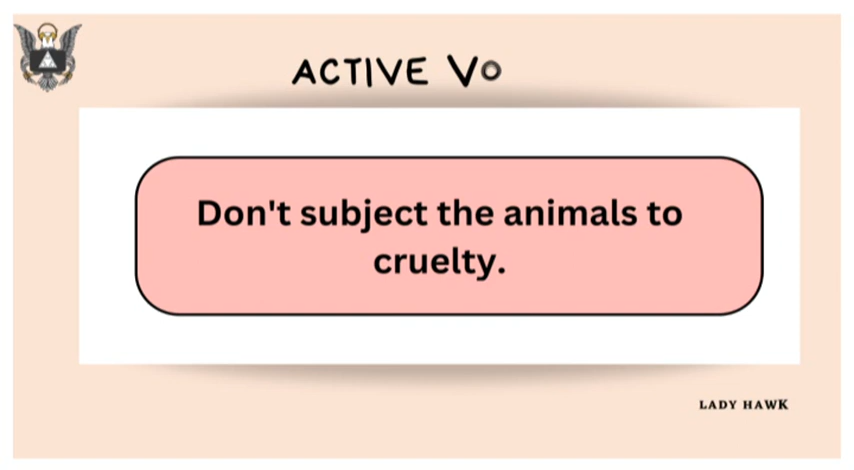 ACTIVE VO
Don't subject the animals to
cruelty.
LADY HAWK